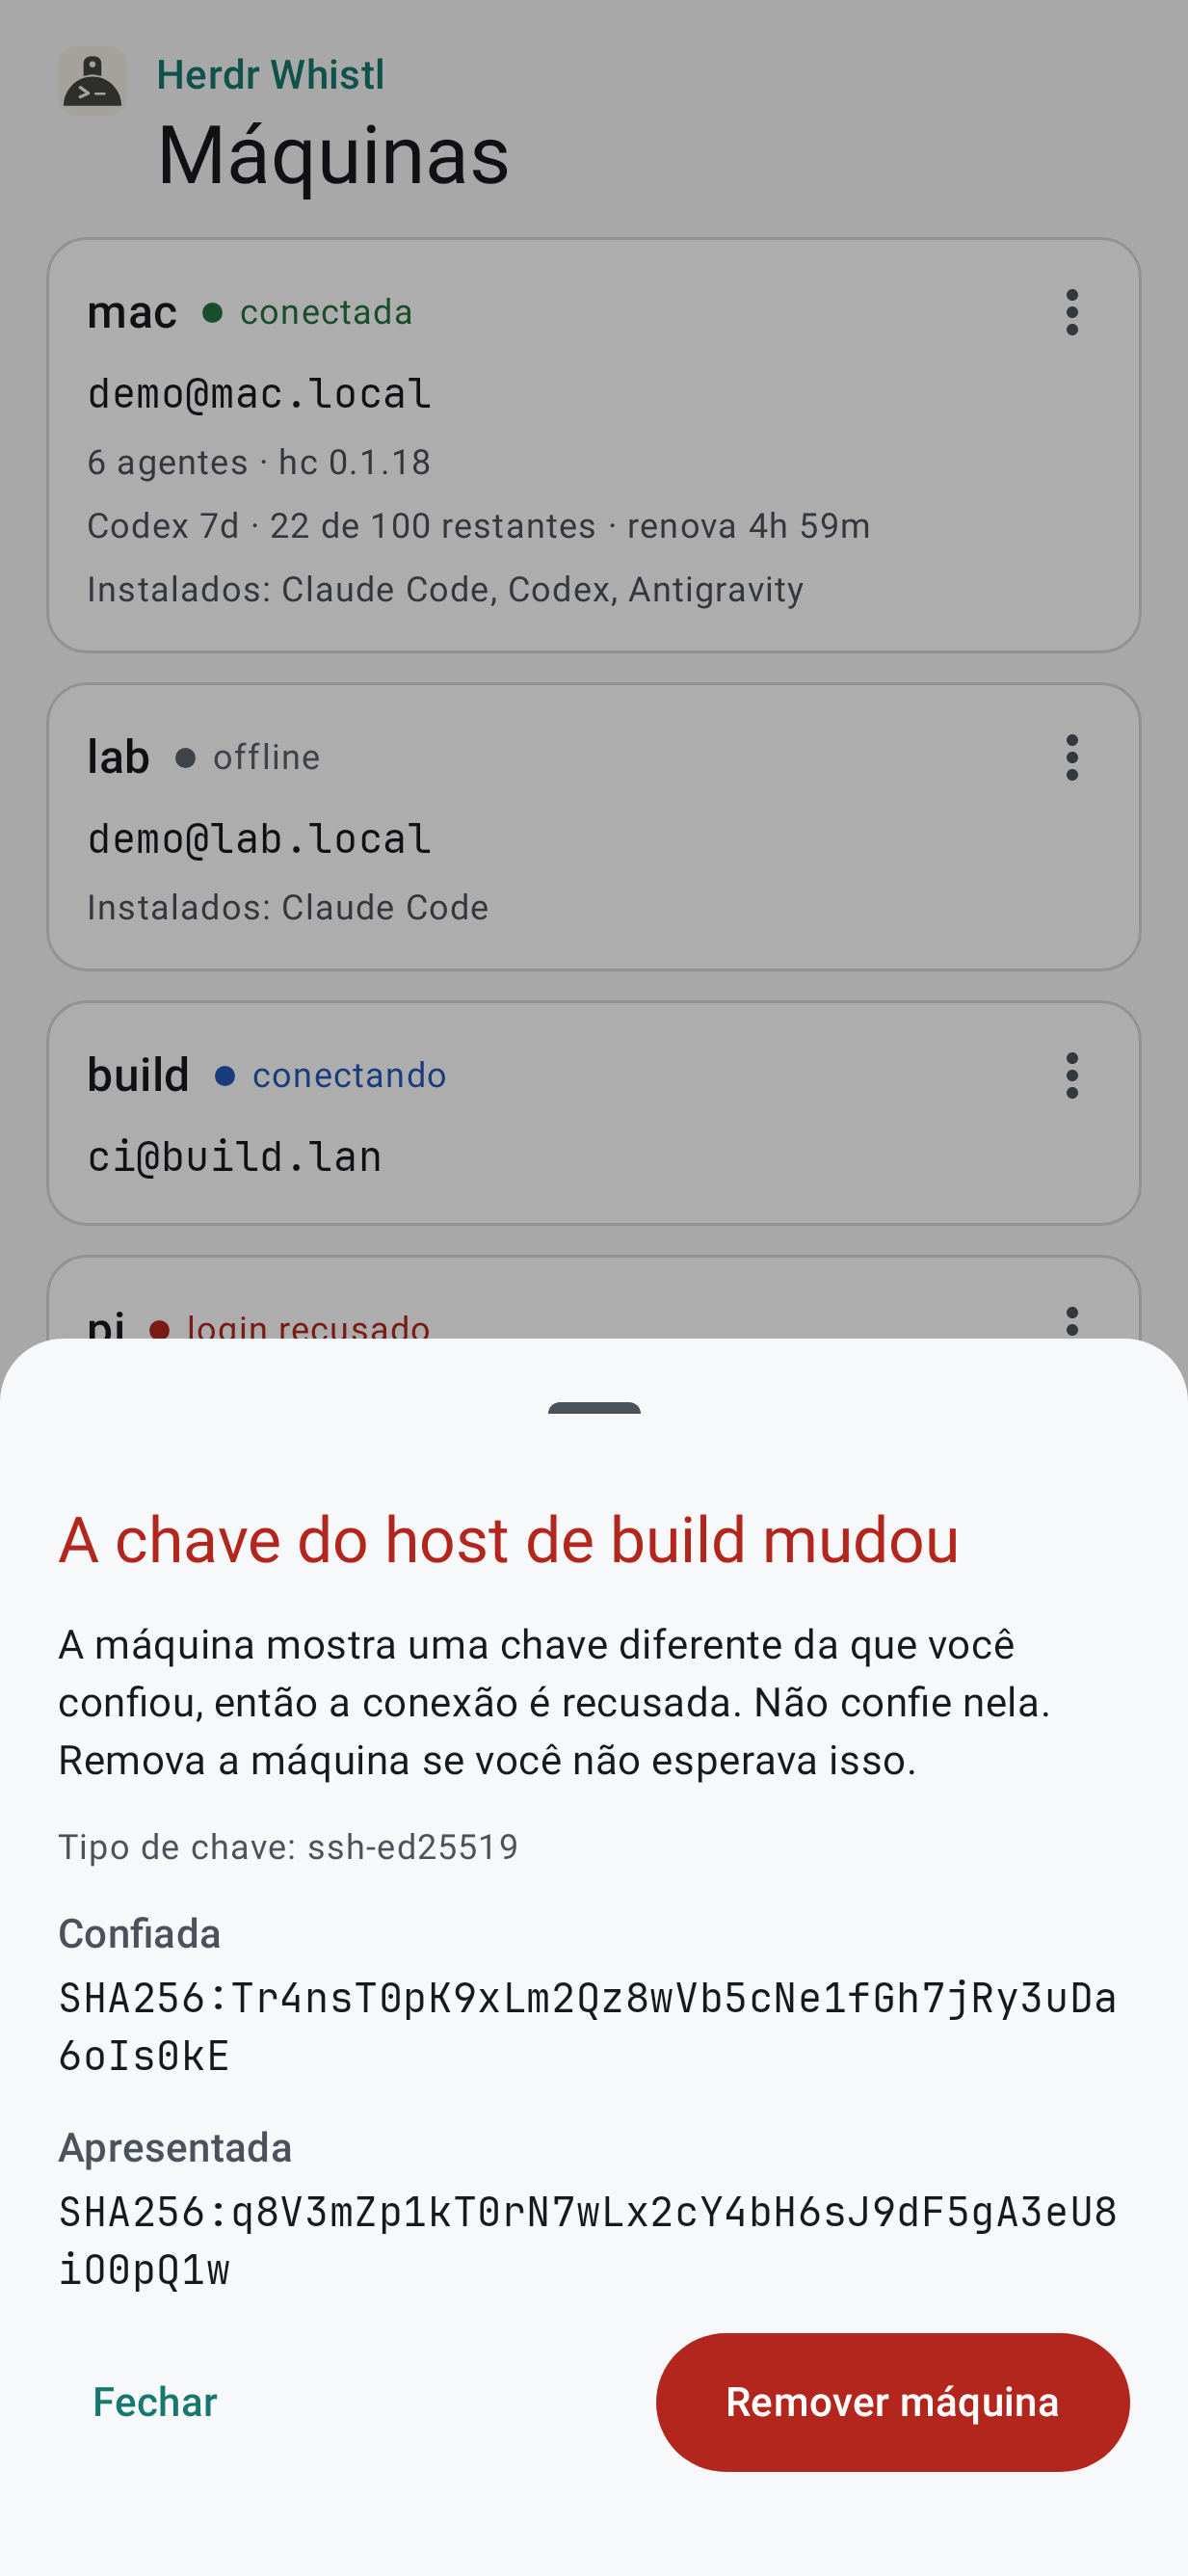 Herdr Whistl
Máquinas
mac conectada
demo@mac.local
6 agentes · hc 0.1.18
Codex 7d · 22 de 100 restantes · renova 4h 59m
Instalados: Claude Code, Codex, Antigravity
lab offline
demo@lab.local
Instalados: Claude Code
build conectando
ci@build.lan
pi login recusado
A chave do host de build mudou
A máquina mostra uma chave diferente da que você
confiou, então a conexão é recusada. Não confie nela.
Remova a máquina se você não esperava isso.
Tipo de chave: ssh-ed25519
Confiada
SHA256:Tr4nsT0pK9xLm2Qz8wVb5cNe1fGh7jRy3uDa
6oIs0kE
Apresentada
SHA256:q8V3mZp1kT0rN7wLx2cY4bH6sJ9dF5gA3eU8
iO0pQ1w
Fechar
Remover máquina